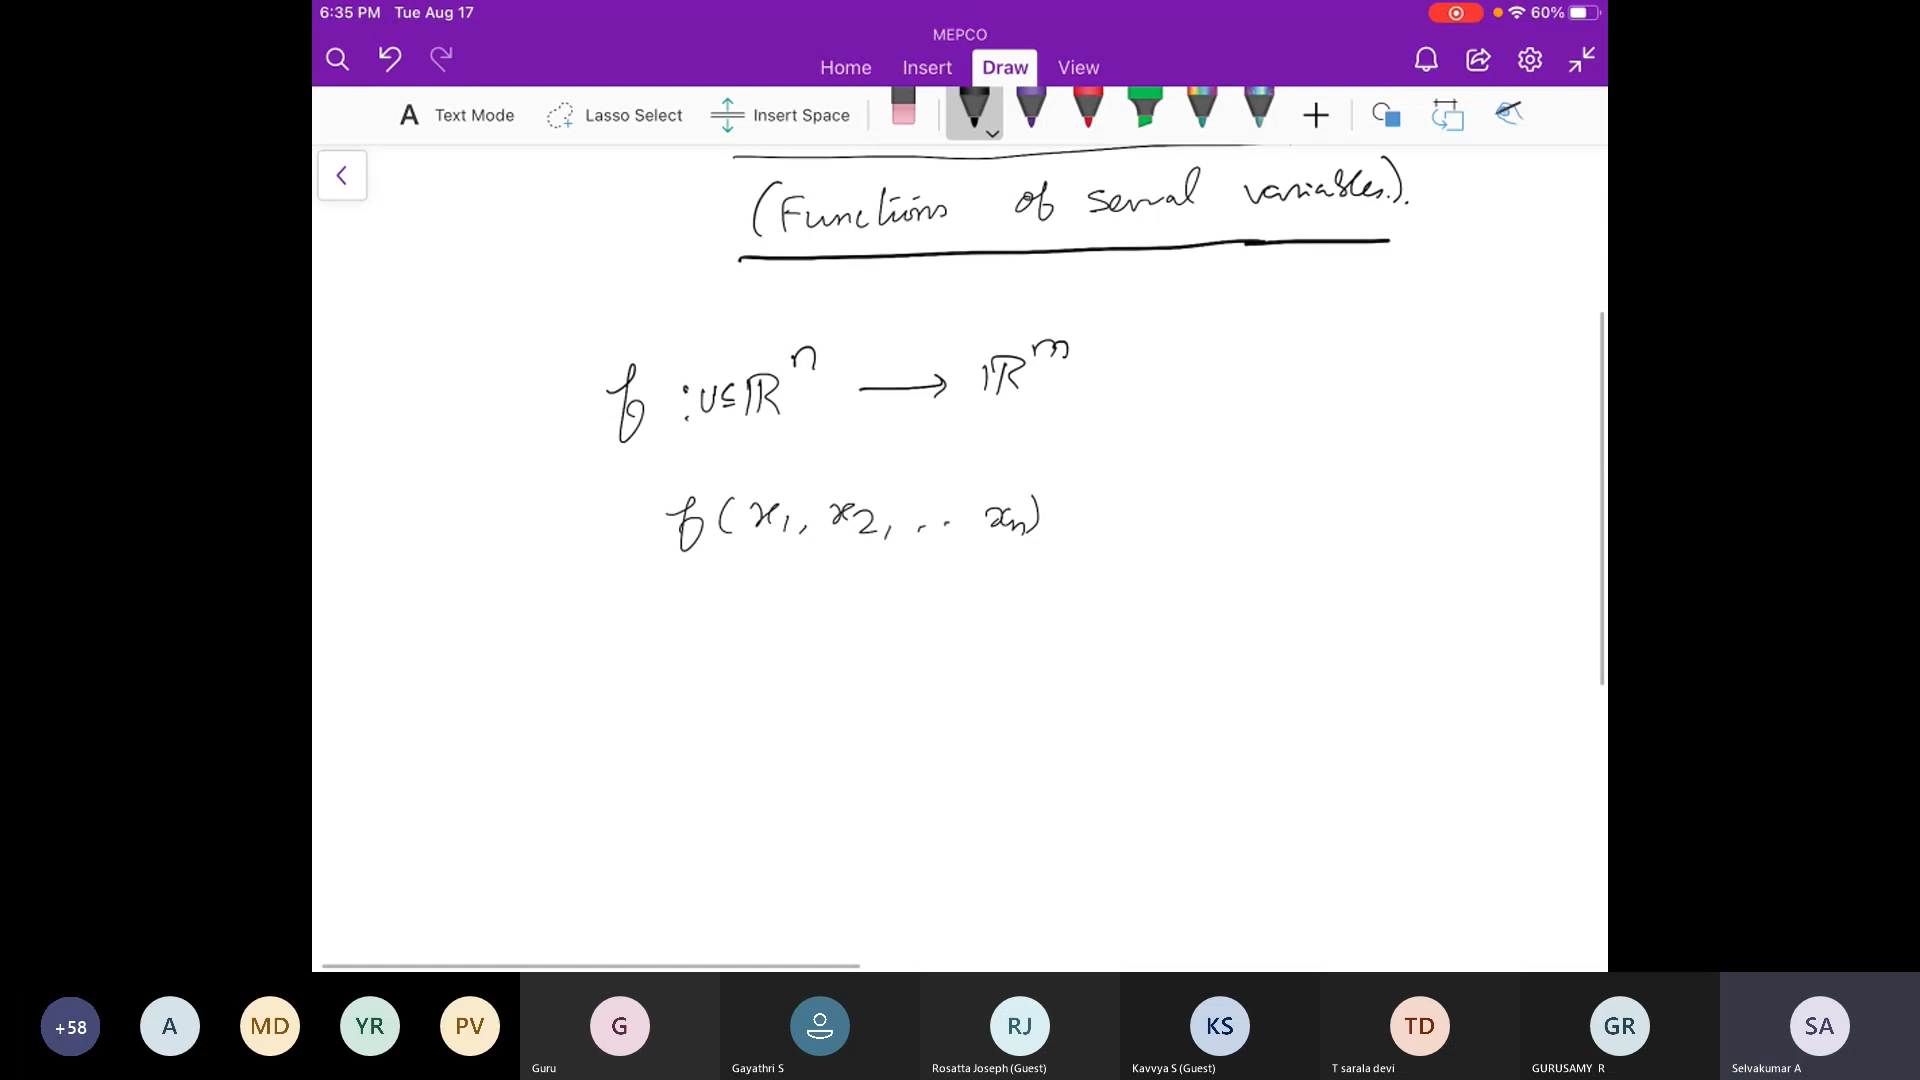 6:35 PM Tue Aug 17
60%
MEPCO
Home Insert Draw View
A Text Mode Lasso Select Insert Space
(Functions of several variables.).
f : U ⊆ ℝⁿ ⟶ ℝᵐ
f(x₁, x₂, .. xₙ)
+58 A MD YR PV G RJ KS TD GR SA
Guru Gayathri S Rosatta Joseph (Guest) Kavvya S (Guest) T sarala devi GURUSAMY R Selvakumar A